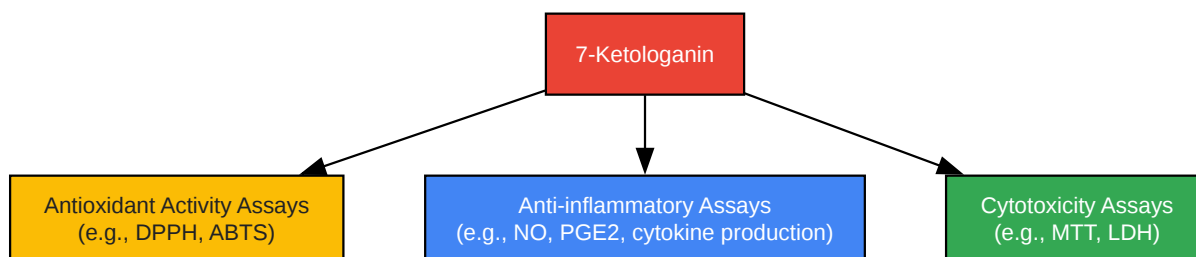 7-Ketologanin
Antioxidant Activity Assays
(e.g., DPPH, ABTS)
Anti-inflammatory Assays
(e.g., NO, PGE2, cytokine production)
Cytotoxicity Assays
(e.g., MTT, LDH)